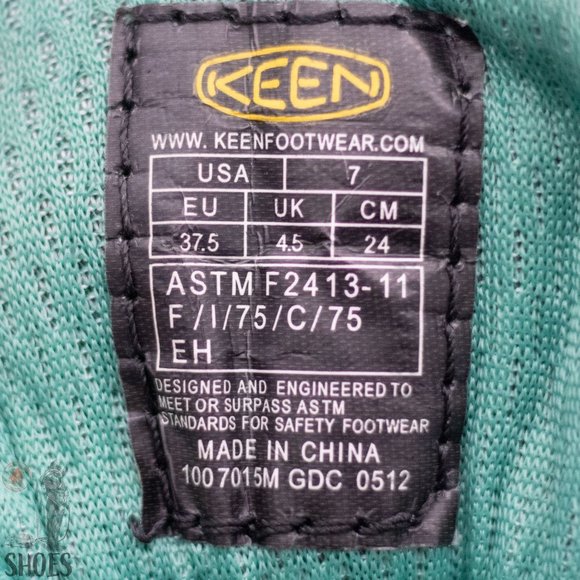 KEEN
WWW. KEENFOOTWEAR.COM
USA 7
EU UK CM
37.5 4.5 24
ASTM F2413-11
F/I/75/C/75
EH
DESIGNED AND ENGINEERED TO
MEET OR SURPASS ASTM
STANDARDS FOR SAFETY FOOTWEAR
MADE IN CHINA
100 7015M GDC 0512
SHOES